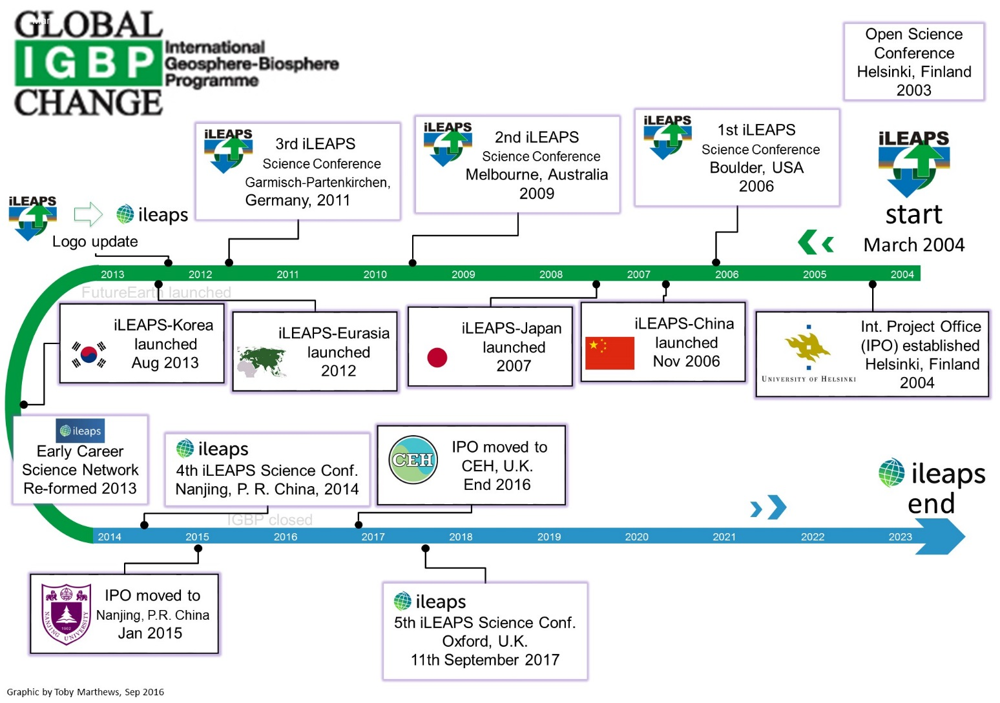 GLOBAL
IGBP
CHANGE
International
Geosphere-Biosphere
Programme
Open Science
Conference
Helsinki, Finland
2003
iLEAPS
start
March 2004
iLEAPS
1st iLEAPS
Science Conference
Boulder, USA
2006
iLEAPS
2nd iLEAPS
Science Conference
Melbourne, Australia
2009
iLEAPS
3rd iLEAPS
Science Conference
Garmisch-Partenkirchen,
Germany, 2011
iLEAPS
ileaps
Logo update
2013 2012 2011 2010 2009 2008 2007 2006 2005 2004
FutureEarth launched
iLEAPS-Korea
launched
Aug 2013
iLEAPS-Eurasia
launched
2012
iLEAPS-Japan
launched
2007
iLEAPS-China
launched
Nov 2006
UNIVERSITY OF HELSINKI
Int. Project Office
(IPO) established
Helsinki, Finland
2004
ileaps
Early Career
Science Network
Re-formed 2013
ileaps
4th iLEAPS Science Conf.
Nanjing, P. R. China, 2014
CEH
IPO moved to
CEH, U.K.
End 2016
ileaps
end
IGBP closed
2014 2015 2016 2017 2018 2019 2020 2021 2022 2023
NANJING UNIVERSITY
1902
IPO moved to
Nanjing, P.R. China
Jan 2015
ileaps
5th iLEAPS Science Conf.
Oxford, U.K.
11th September 2017
Graphic by Toby Marthews, Sep 2016